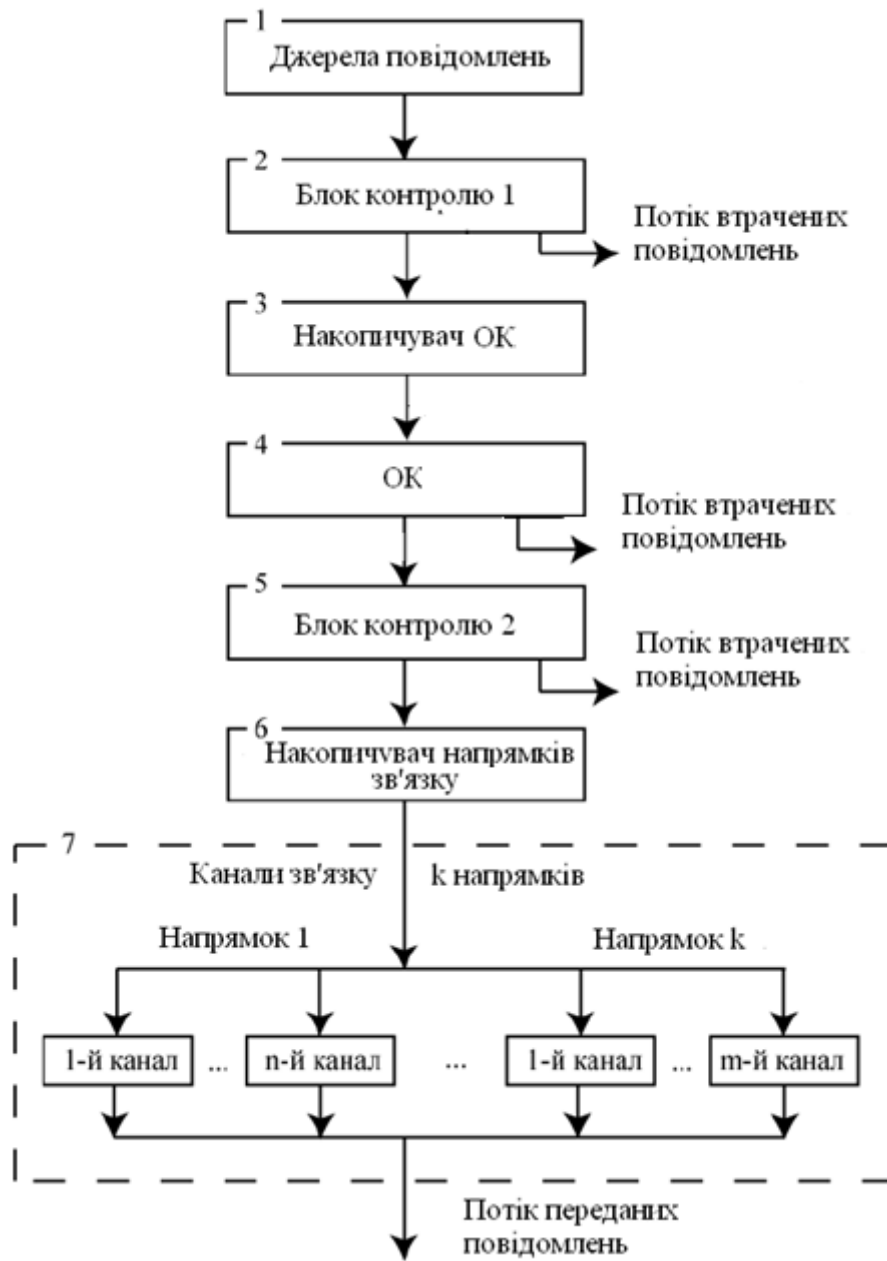 1
Джерела повідомлень
2
Блок контролю 1
Потік втрачених
повідомлень
3
Накопичувач ОК
4
ОК
Потік втрачених
повідомлень
5
Блок контролю 2
Потік втрачених
повідомлень
6
Накопичувач напрямків
зв'язку
7
Канали зв'язку k напрямків
Напрямок 1 Напрямок k
1-й канал ... n-й канал ... 1-й канал ... m-й канал
Потік переданих
повідомлень